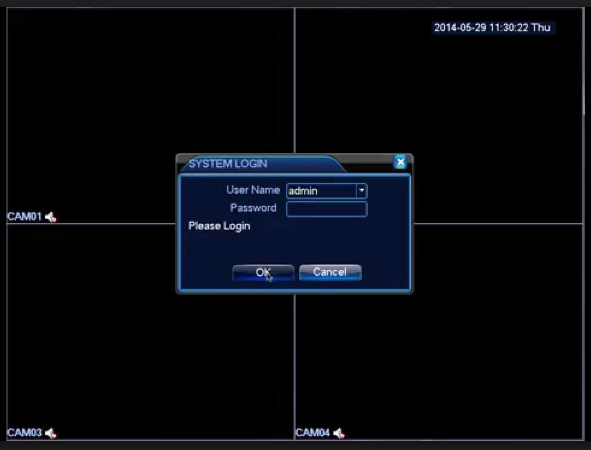 2014-05-29 11:30:22 Thu
SYSTEM LOGIN
User Name admin
Password
CAM01
Please Login
OK Cancel
CAM03 CAM04